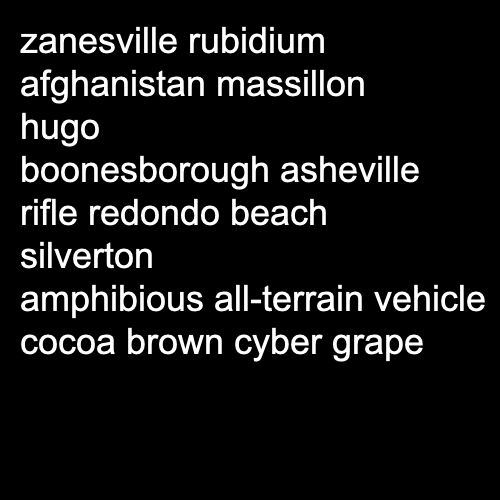 zanesville rubidium
afghanistan massillon
hugo
boonesborough asheville
rifle redondo beach
silverton
amphibious all-terrain vehicle
cocoa brown cyber grape